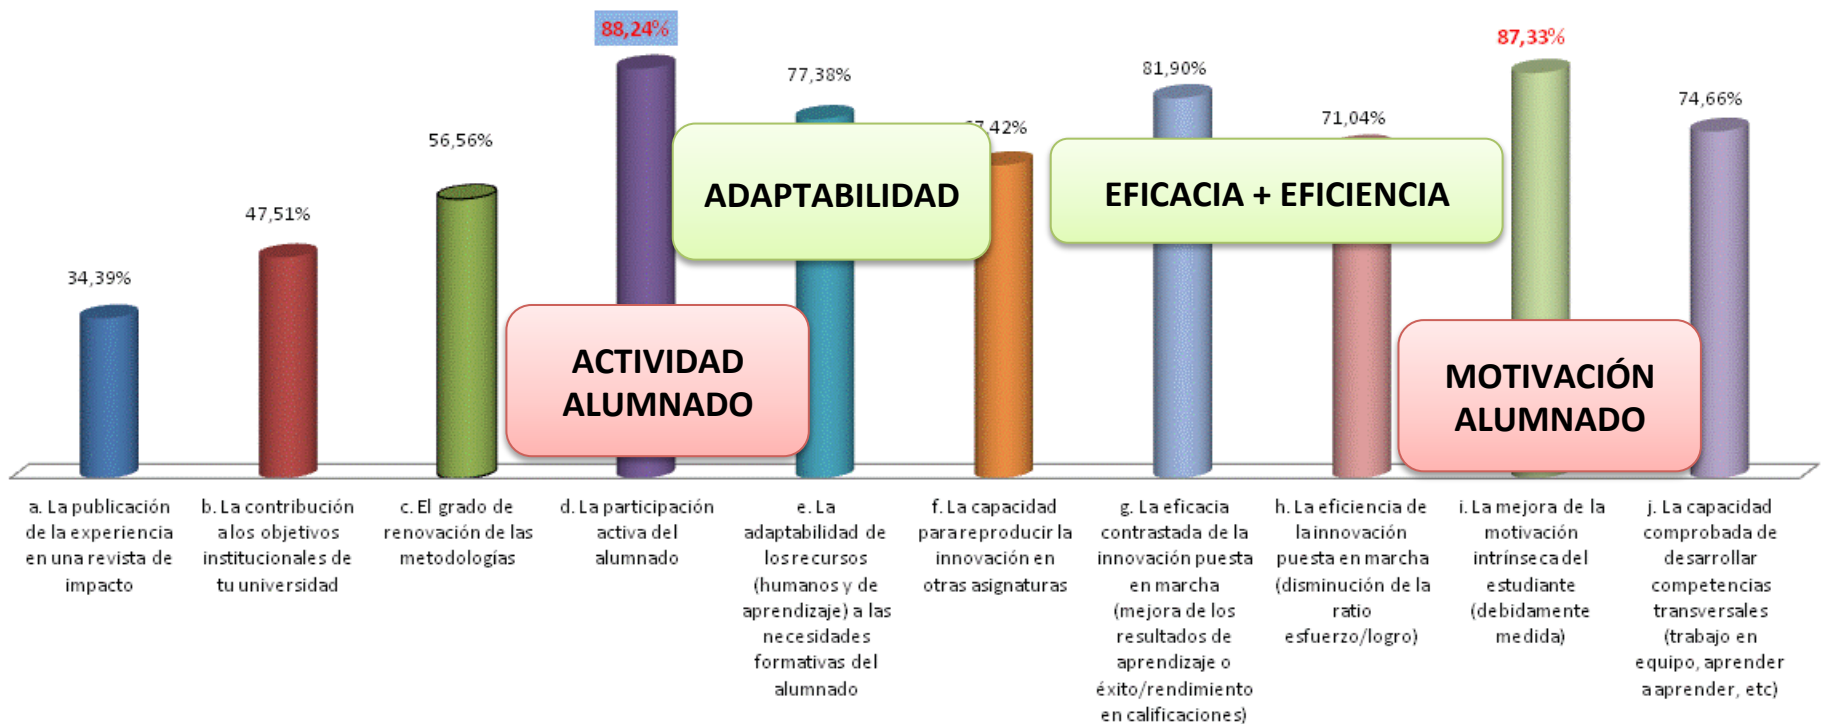 88,24%
87,33%
77,38%
81,90%
74,66%
71,04%
56,56%
47,51%
34,39%
ADAPTABILIDAD
EFICACIA + EFICIENCIA
ACTIVIDAD
ALUMNADO
MOTIVACIÓN
ALUMNADO
a. La publicación
de la experiencia
en una revista de
impacto
b. La contribución
a los objetivos
institucionales de
tu universidad
c. El grado de
renovación de las
metodologías
d. La participación
activa del
alumnado
e. La
adaptabilidad de
los recursos
(humanos y de
aprendizaje) a las
necesidades
formativas del
alumnado
f. La capacidad
para reproducir la
innovación en
otras asignaturas
g. La eficacia
contrastada de la
innovación puesta
en marcha
(mejora de los
resultados de
aprendizaje o
éxito/rendimiento
en calificaciones)
h. La eficiencia de
la innovación
puesta en marcha
(disminución de la
ratio
esfuerzo/logro)
i. La mejora de la
motivación
intrínseca del
estudiante
(debidamente
medida)
j. La capacidad
comprobada de
desarrollar
competencias
transversales
(trabajo en
equipo, aprender
a aprender, etc)